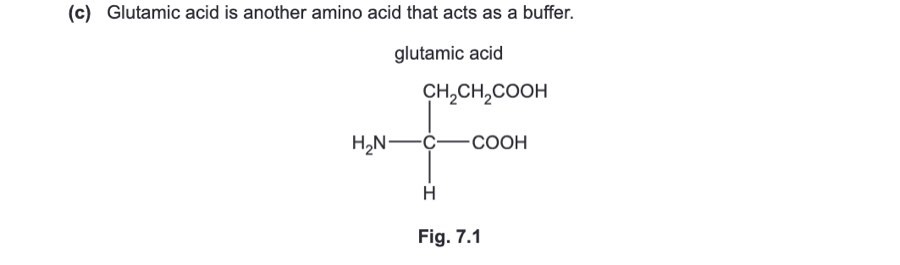 (c) Glutamic acid is another amino acid that acts as a buffer.
glutamic acid
CH₂CH₂COOH
H₂N—C—COOH
H
Fig. 7.1